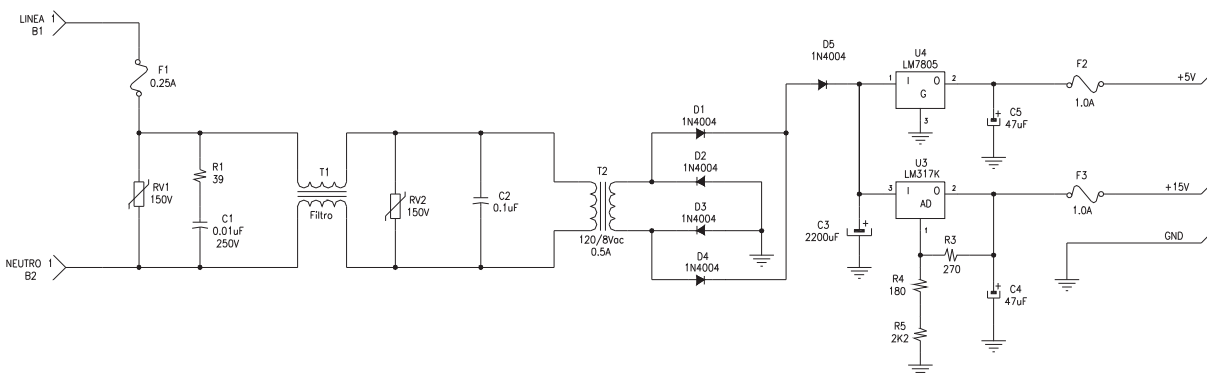 LINEA 1
B1
F1
0.25A
RV1
150V
R1
39
C1
0.01uF
250V
T1
Filtro
NEUTRO 1
B2
RV2
150V
C2
0.1uF
T2
120/8Vac
0.5A
D1
1N4004
D2
1N4004
D3
1N4004
D4
1N4004
D5
1N4004
U4
LM7805
1
I
O
2
G
3
C5
47uF
F2
1.0A
+5V
U3
LM317K
3
I
O
2
AD
1
C3
2200uF
R3
270
R4
180
R5
2K2
C4
47uF
F3
1.0A
+15V
GND